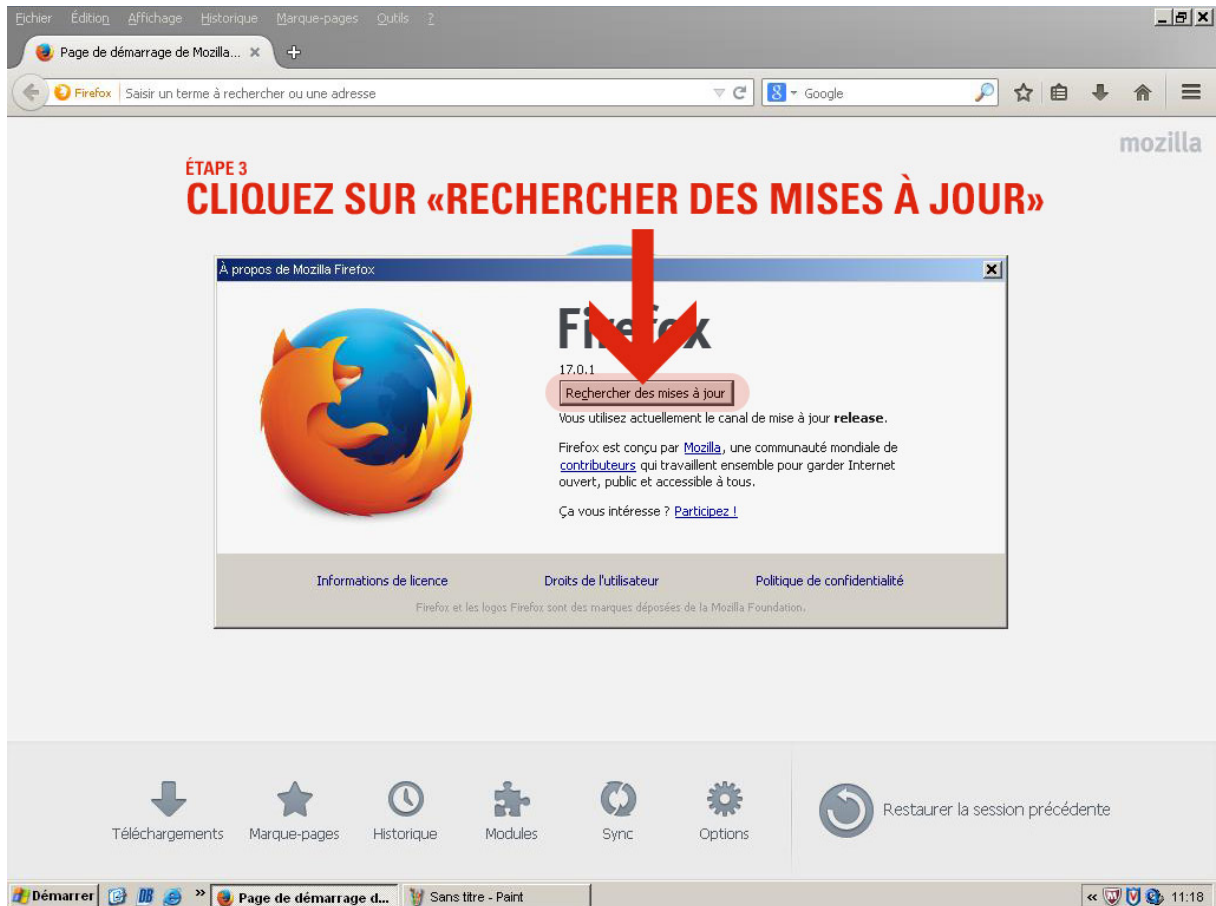 Fichier Édition Affichage Historique Marque-pages Outils ?
Page de démarrage de Mozilla...
Firefox Saisir un terme à rechercher ou une adresse
8 Google
mozilla
ÉTAPE 3
CLIQUEZ SUR «RECHERCHER DES MISES À JOUR»
À propos de Mozilla Firefox
Firefox
17.0.1
Rechercher des mises à jour
Vous utilisez actuellement le canal de mise à jour release.
Firefox est conçu par Mozilla, une communauté mondiale de
contributeurs qui travaillent ensemble pour garder Internet
ouvert, public et accessible à tous.
Ça vous intéresse ? Participez !
Informations de licence Droits de l'utilisateur Politique de confidentialité
Firefox et les logos Firefox sont des marques déposées de la Mozilla Foundation.
Téléchargements Marque-pages Historique Modules Sync Options Restaurer la session précédente
Démarrer DB » Page de démarrage d... Sans titre - Paint « 11:18